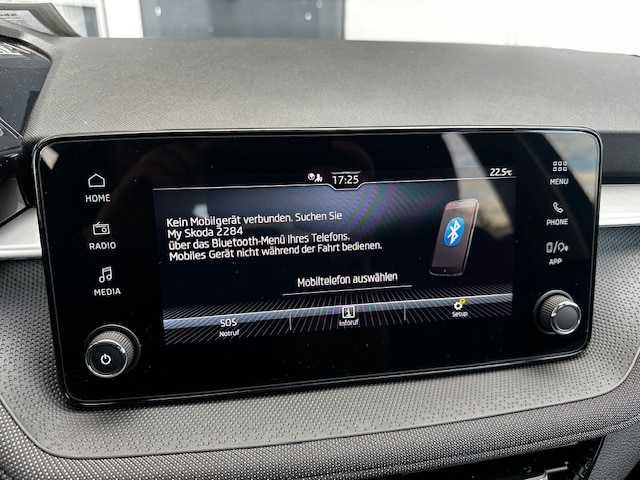 17:25
22.5°C
HOME
MENU
RADIO
PHONE
MEDIA
APP
Kein Mobilgerät verbunden. Suchen Sie
My Skoda 2284
über das Bluetooth-Menü Ihres Telefons.
Mobiles Gerät nicht während der Fahrt bedienen.
Mobiltelefon auswählen
SOS
Notruf
Inforuf
Setup